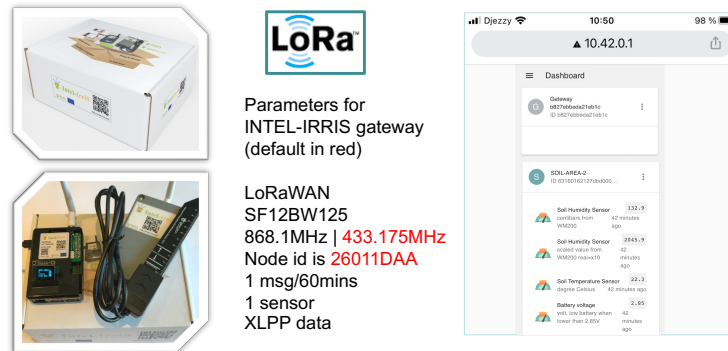 LoRa
Parameters for
INTEL-IRRIS gateway
(default in red)
LoRaWAN
SF12BW125
868.1MHz | 433.175MHz
Node id is 26011DAA
1 msg/60mins
1 sensor
XLPP data
Djezzy
10:50
98 %
10.42.0.1
Dashboard
G
Gateway
b827ebbeda21eb1c
ID b827ebbeda21eb1c
S
SOIL-AREA-2
ID 63160162127dbd000...
Soil Humidity Sensor 132.9
centibars from 42 minutes
WM200 ago
Soil Humidity Sensor 2045.9
scaled value from 42
WM200 real=x10 minutes
ago
Soil Temperature Sensor 22.3
degree Celsius 42 minutes ago
Battery voltage 2.85
volt, low battery when 42
lower than 2.85V minutes
ago